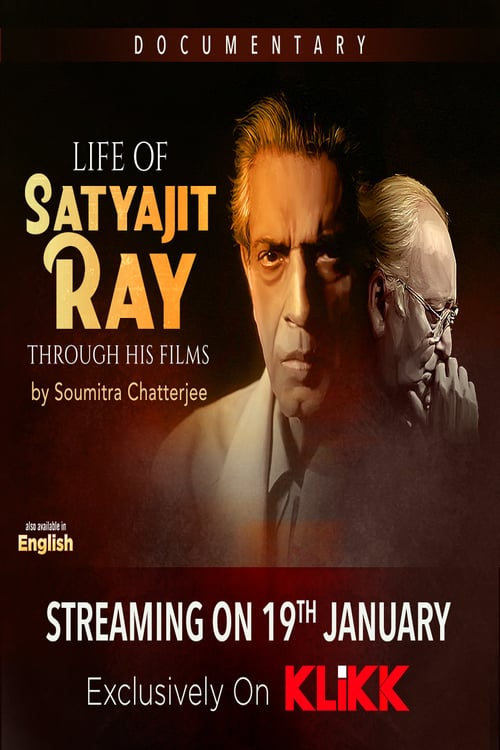 DOCUMENTARY
LIFE OF
SATYAJIT
RAY
THROUGH HIS FILMS
by Soumitra Chatterjee
also available in
English
STREAMING ON 19TH JANUARY
Exclusively On KLiKK